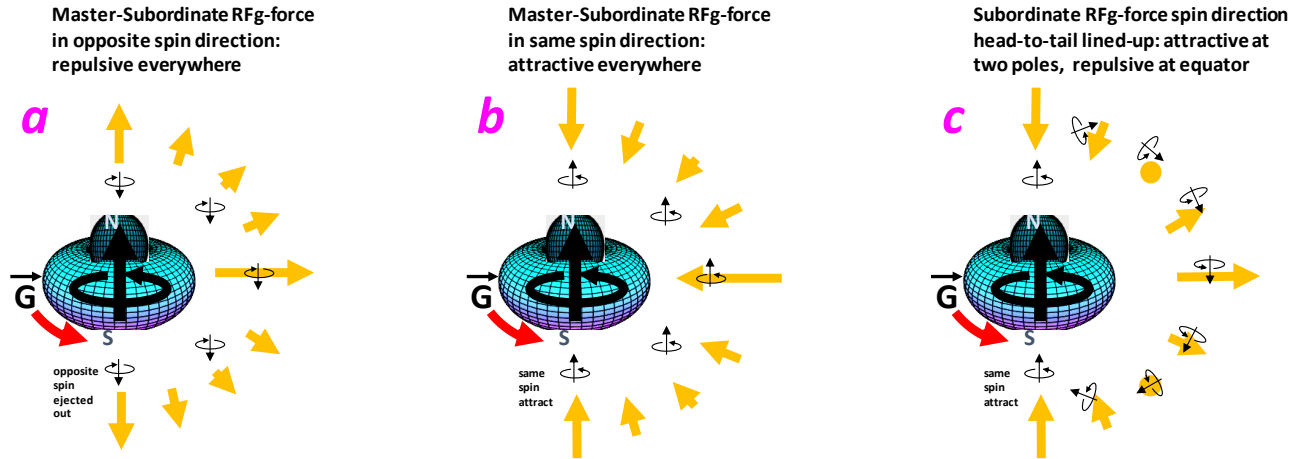 Master-Subordinate RFg-force
in opposite spin direction:
repulsive everywhere
a
N
G
S
opposite
spin
ejected
out
Master-Subordinate RFg-force
in same spin direction:
attractive everywhere
b
N
G
S
same
spin
attract
Subordinate RFg-force spin direction
head-to-tail lined-up: attractive at
two poles, repulsive at equator
c
N
G
S
same
spin
attract